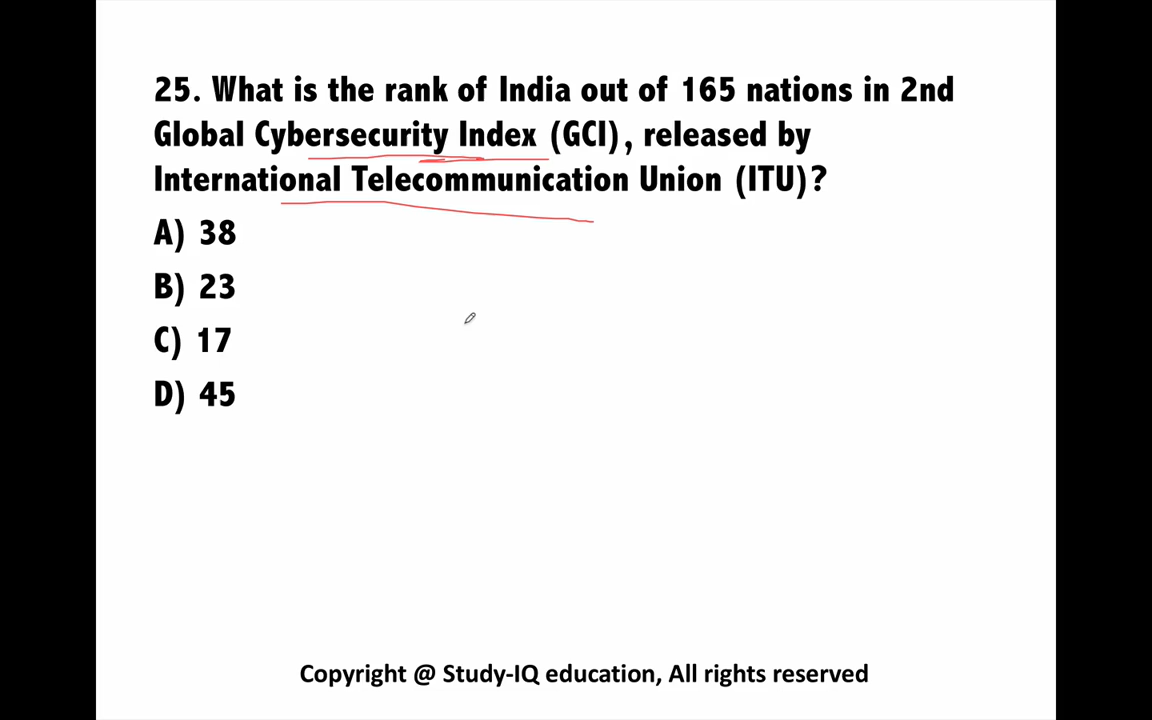 25. What is the rank of India out of 165 nations in 2nd
Global Cybersecurity Index (GCI), released by
International Telecommunication Union (ITU)?
A) 38
B) 23
C) 17
D) 45
Copyright @ Study-IQ education, All rights reserved